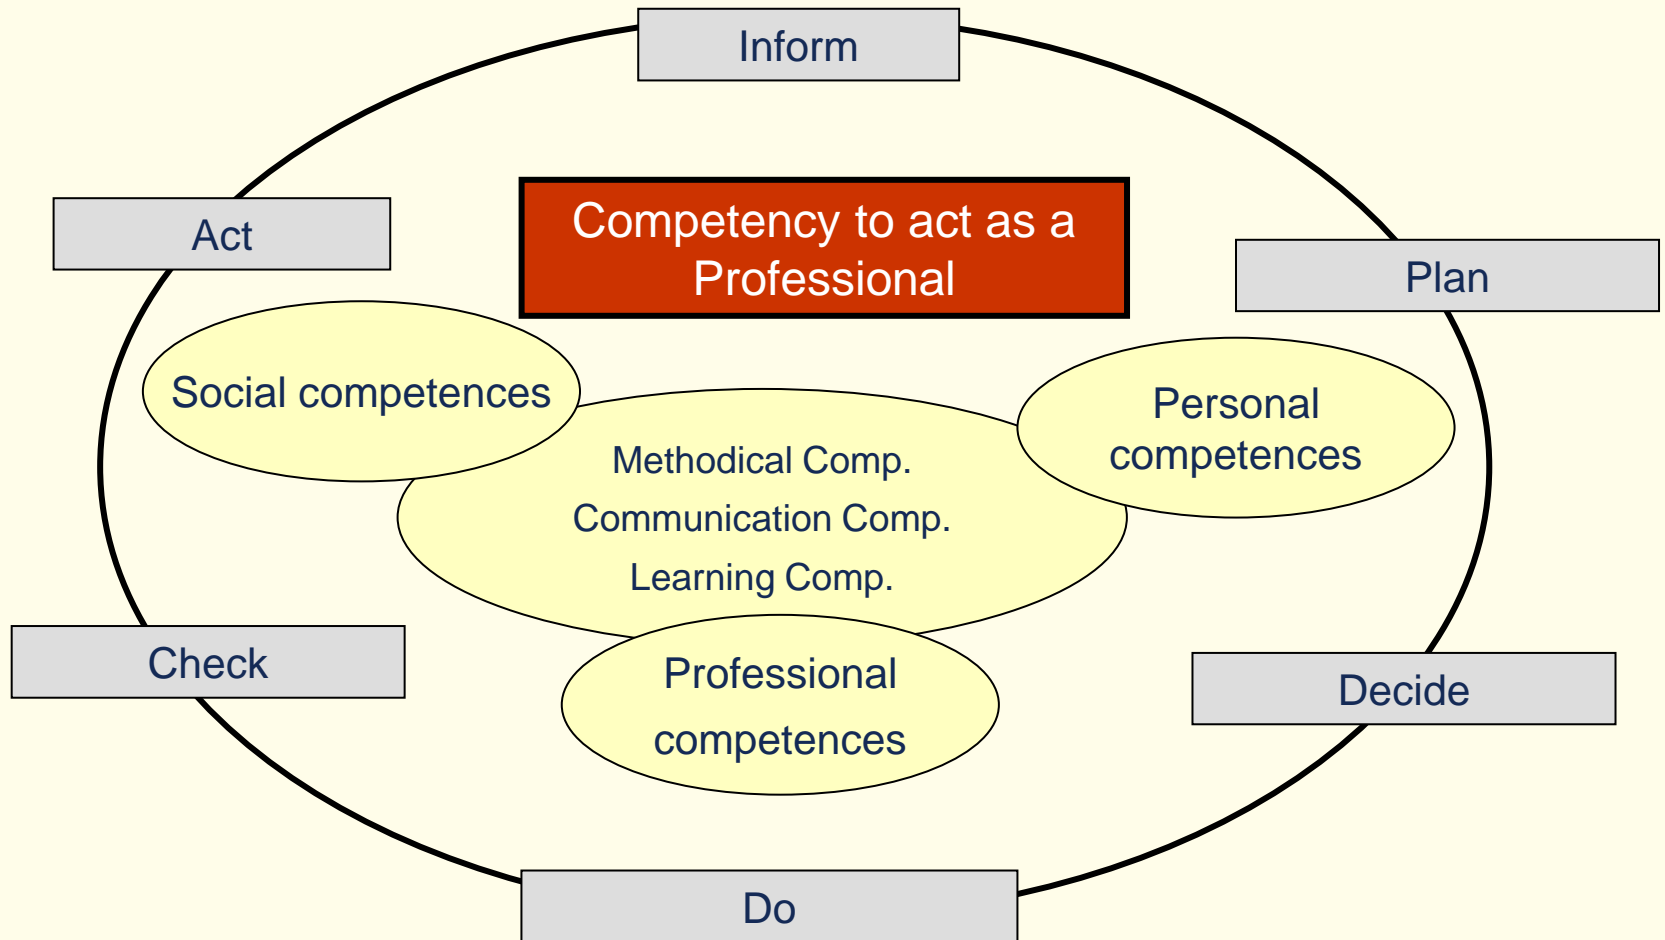 Inform
Act
Competency to act as a
Professional
Plan
Social competences
Personal
competences
Methodical Comp.
Communication Comp.
Learning Comp.
Check
Professional
competences
Decide
Do